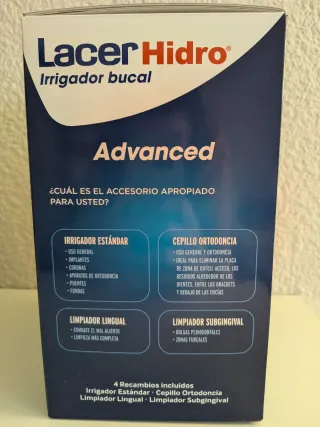 Lacer Hidro®
Irrigador bucal
Advanced
¿CUÁL ES EL ACCESORIO APROPIADO
PARA USTED?
IRRIGADOR ESTÁNDAR
• USO GENERAL
• IMPLANTES
• CORONAS
• APARATOS DE ORTODONCIA
• PUENTES
• FUNDAS
CEPILLO ORTODONCIA
• USO GENERAL Y ORTODONCIA
• IDEAL PARA ELIMINAR LA PLACA
DE ZONA DE DIFÍCIL ACCESO, LOS
RESIDUOS ALREDEDOR DE LOS
DIENTES, ENTRE LOS BRACKETS
Y DEBAJO DE LAS ENCÍAS
LIMPIADOR LINGUAL
• COMBATE EL MAL ALIENTO
• LIMPIEZA MÁS COMPLETA
LIMPIADOR SUBGINGIVAL
• BOLSAS PERIODONTALES
• ZONAS FURCALES
4 Recambios incluidos
Irrigador Estándar · Cepillo Ortodoncia
Limpiador Lingual · Limpiador Subgingival